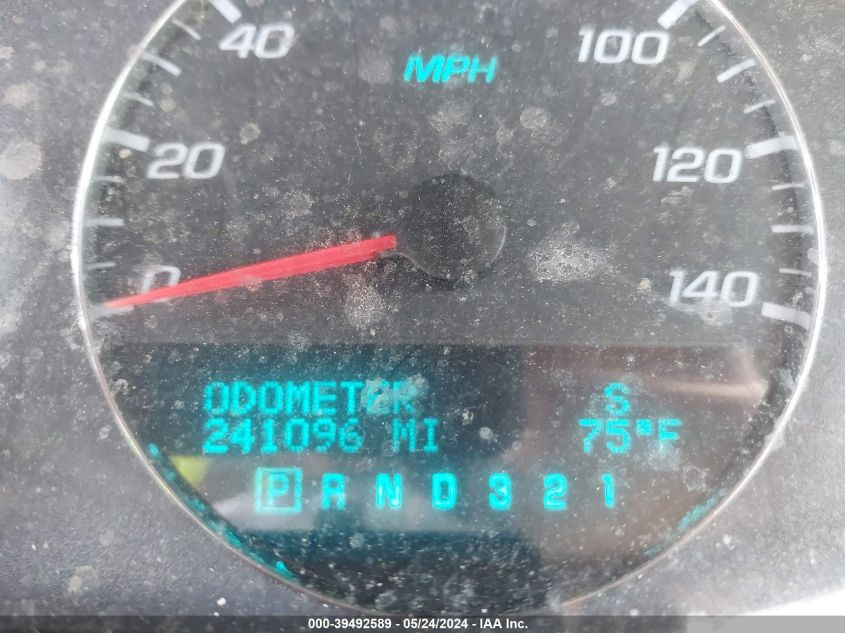 40 MPH 100
20 120
0 140
ODOMETER S
241096 MI 75°F
P R N D 3 2 1
000-39492589 - 05/24/2024 - IAA Inc.